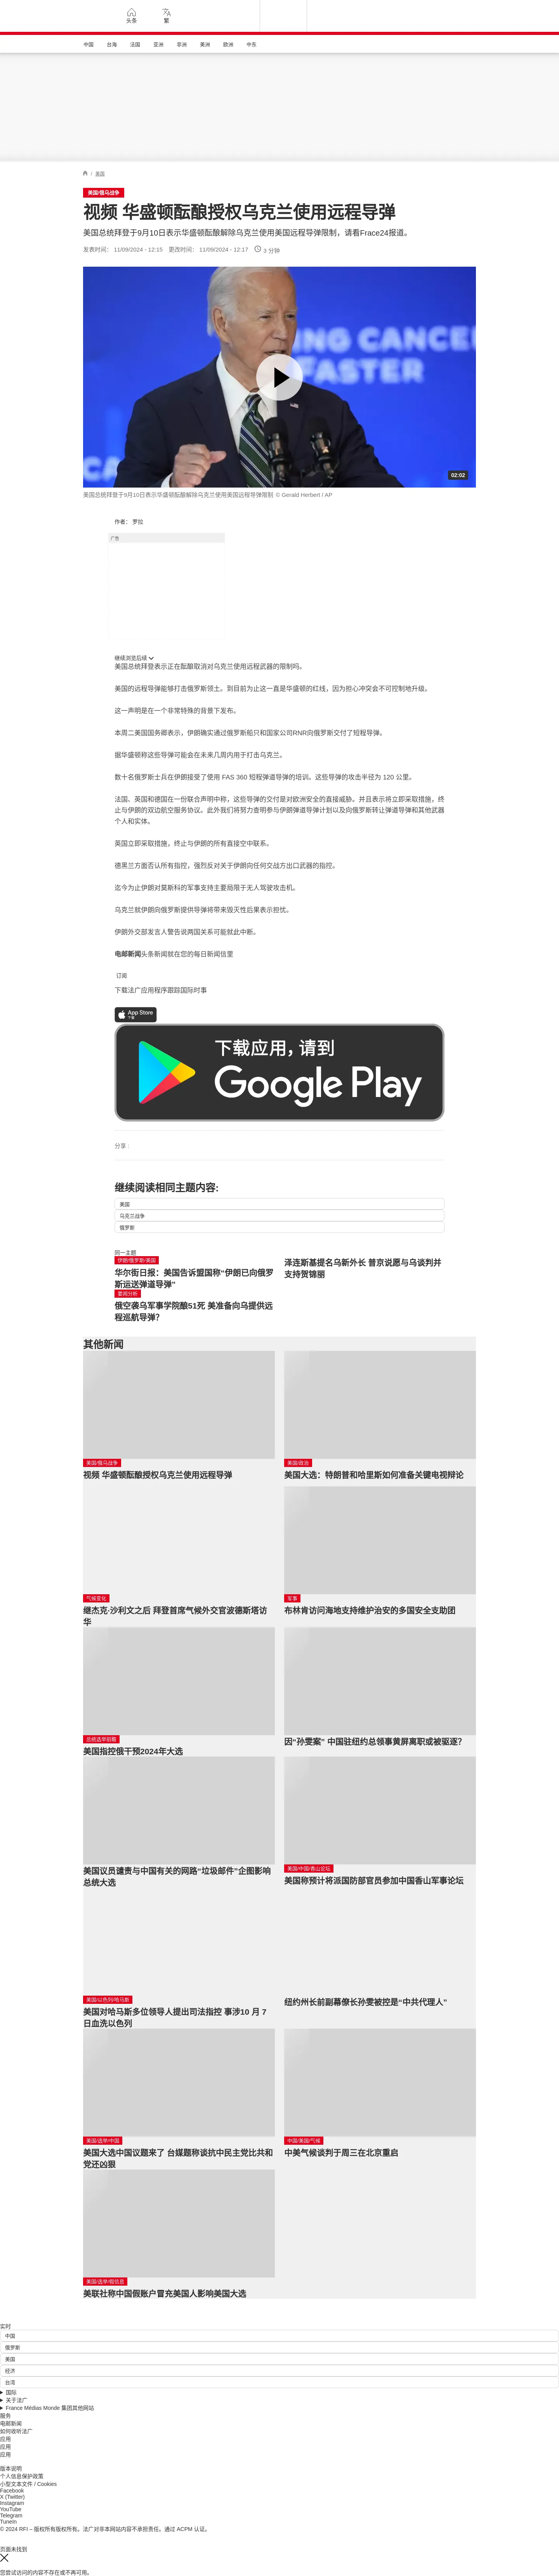 头条
繁
中国 台海 法国 亚洲 非洲 美洲 欧洲 中东
/ 美国
美国/俄乌战争
视频 华盛顿酝酿授权乌克兰使用远程导弹
美国总统拜登于9月10日表示华盛顿酝酿解除乌克兰使用美国远程导弹限制，请看Frace24报道。
发表时间： 11/09/2024 - 12:15 更改时间： 11/09/2024 - 12:17 3 分钟
ING CANCER
FASTER.
02:02
美国总统拜登于9月10日表示华盛顿酝酿解除乌克兰使用美国远程导弹限制 © Gerald Herbert / AP
作者： 罗拉
广告
继续浏览后续
美国总统拜登表示正在酝酿取消对乌克兰使用远程武器的限制吗。
美国的远程导弹能够打击俄罗斯领土。到目前为止这一直是华盛顿的红线，因为担心冲突会不可控制地升级。
这一声明是在一个非常特殊的背景下发布。
本周二美国国务卿表示，伊朗确实通过俄罗斯船只和国家公司RNR向俄罗斯交付了短程导弹。
据华盛顿称这些导弹可能会在未来几周内用于打击乌克兰。
数十名俄罗斯士兵在伊朗接受了使用 FAS 360 短程弹道导弹的培训。这些导弹的攻击半径为 120 公里。
法国、英国和德国在一份联合声明中称，这些导弹的交付是对欧洲安全的直接威胁。并且表示将立即采取措施，终
止与伊朗的双边航空服务协议。此外我们将努力查明参与伊朗弹道导弹计划以及向俄罗斯转让弹道导弹和其他武器
个人和实体。
英国立即采取措施，终止与伊朗的所有直接空中联系。
德黑兰方面否认所有指控，强烈反对关于伊朗向任何交战方出口武器的指控。
迄今为止伊朗对莫斯科的军事支持主要局限于无人驾驶攻击机。
乌克兰就伊朗向俄罗斯提供导弹将带来毁灭性后果表示担忧。
伊朗外交部发言人警告说两国关系可能就此中断。
电邮新闻头条新闻就在您的每日新闻信里
订阅
下载法广应用程序跟踪国际时事
App Store
下载
下载应用，请到
Google Play
分享 :
继续阅读相同主题内容:
美国
乌克兰战争
俄罗斯
同一主题
伊朗/俄罗斯/美国
华尔街日报：美国告诉盟国称“伊朗已向俄罗
斯运送弹道导弹”
泽连斯基提名乌新外长 普京说愿与乌谈判并
支持贺锦丽
要闻分析
俄空袭乌军事学院酿51死 美准备向乌提供远
程巡航导弹？
其他新闻
美国/俄乌战争
视频 华盛顿酝酿授权乌克兰使用远程导弹
美国/政治
美国大选：特朗普和哈里斯如何准备关键电视辩论
气候变化
继杰克·沙利文之后 拜登首席气候外交官波德斯塔访
华
军事
布林肯访问海地支持维护治安的多国安全支助团
总统选举前瞻
美国指控俄干预2024年大选
因“孙雯案” 中国驻纽约总领事黄屏离职或被驱逐？
美国议员谴责与中国有关的网路“垃圾邮件”企图影响
总统大选
美国/中国/香山论坛
美国称预计将派国防部官员参加中国香山军事论坛
美国/以色列/哈马斯
美国对哈马斯多位领导人提出司法指控 事涉10 月 7
日血洗以色列
纽约州长前副幕僚长孙雯被控是“中共代理人”
美国/选举/中国
美国大选中国议题来了 台媒题称谈抗中民主党比共和
党还凶狠
中国/美国/气候
中美气候谈判于周三在北京重启
美国/选举/假信息
美联社称中国假账户冒充美国人影响美国大选
实时
中国
俄罗斯
美国
经济
台湾
国际
关于法广
France Médias Monde 集团其他网站
服务
电邮新闻
如何收听法广
应用
应用
应用
版本说明
个人信息保护政策
小型文本文件 / Cookies
Facebook
X (Twitter)
Instagram
YouTube
Telegram
TuneIn
© 2024 RFI – 版权所有版权所有。法广对非本网站内容不承担责任。通过 ACPM 认证。
页面未找到
您尝试访问的内容不存在或不再可用。